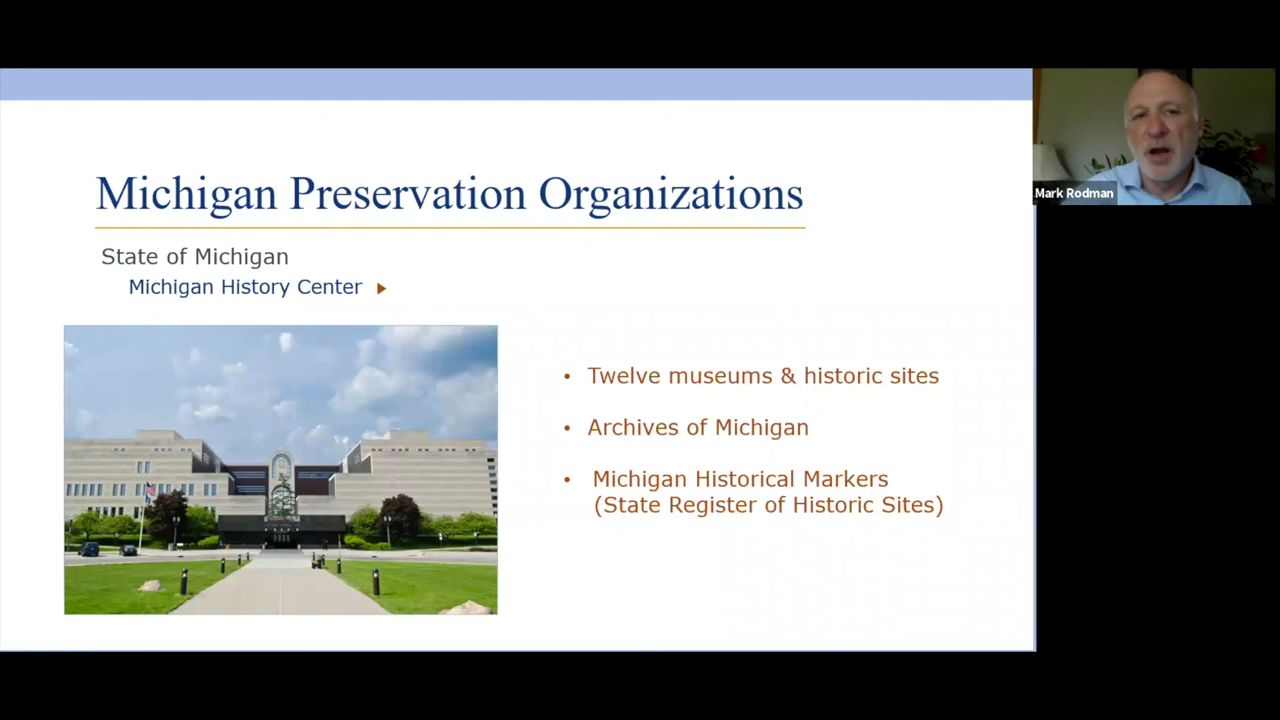 Michigan Preservation Organizations
State of Michigan
Michigan History Center
• Twelve museums & historic sites
• Archives of Michigan
• Michigan Historical Markers
(State Register of Historic Sites)
Mark Rodman